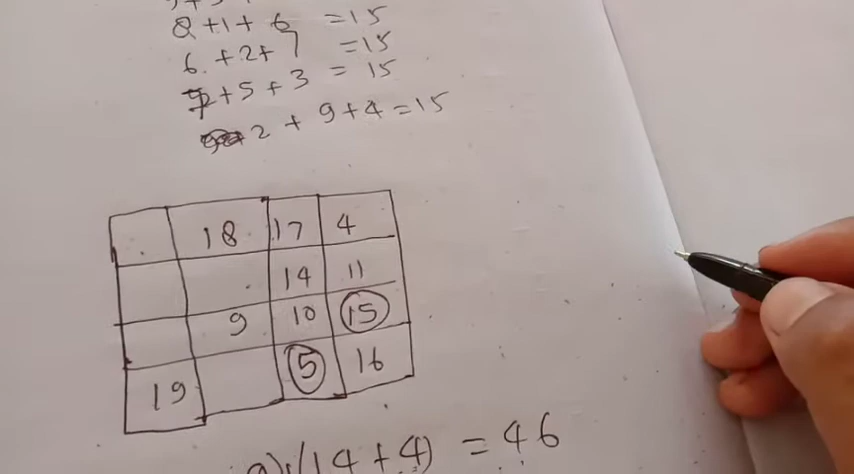 8+1+6 =15
6+2+7 =15
7+5+3 = 15
2 + 9+4=15
18 17 4
14 11
9 10 15
19 5 16
(14+4) = 46